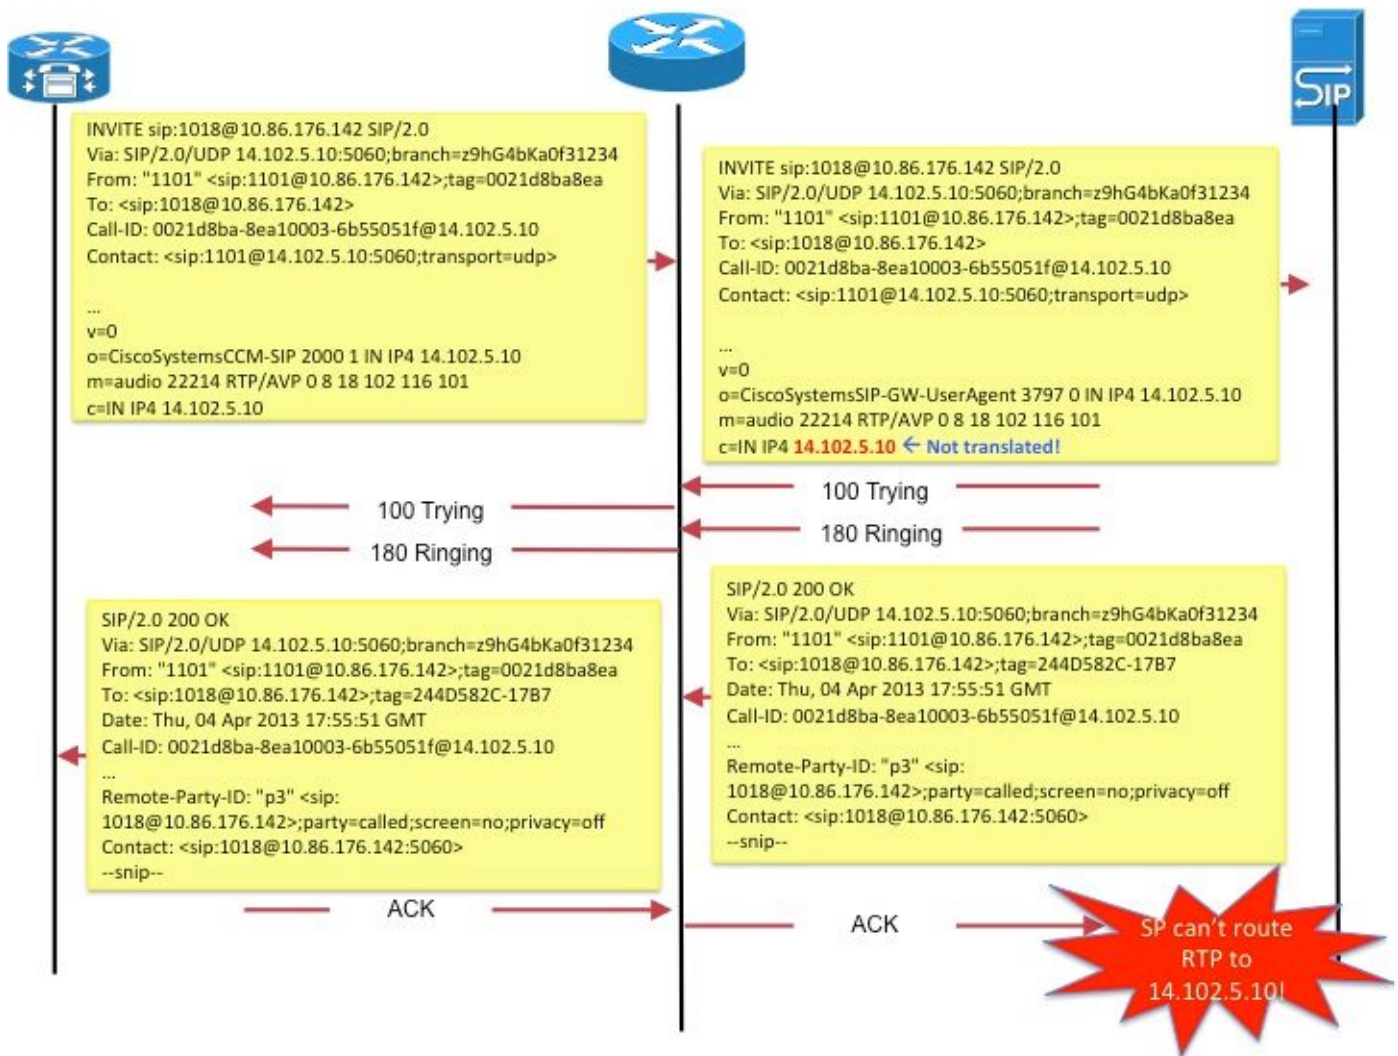 SIP
INVITE sip:1018@10.86.176.142 SIP/2.0
Via: SIP/2.0/UDP 14.102.5.10:5060;branch=z9hG4bKa0f31234
From: "1101" <sip:1101@10.86.176.142>;tag=0021d8ba8ea
To: <sip:1018@10.86.176.142>
Call-ID: 0021d8ba-8ea10003-6b55051f@14.102.5.10
Contact: <sip:1101@14.102.5.10:5060;transport=udp>
...
v=0
o=CiscoSystemsCCM-SIP 2000 1 IN IP4 14.102.5.10
m=audio 22214 RTP/AVP 0 8 18 102 116 101
c=IN IP4 14.102.5.10
INVITE sip:1018@10.86.176.142 SIP/2.0
Via: SIP/2.0/UDP 14.102.5.10:5060;branch=z9hG4bKa0f31234
From: "1101" <sip:1101@10.86.176.142>;tag=0021d8ba8ea
To: <sip:1018@10.86.176.142>
Call-ID: 0021d8ba-8ea10003-6b55051f@14.102.5.10
Contact: <sip:1101@14.102.5.10:5060;transport=udp>
...
v=0
o=CiscoSystemsSIP-GW-UserAgent 3797 0 IN IP4 14.102.5.10
m=audio 22214 RTP/AVP 0 8 18 102 116 101
c=IN IP4 14.102.5.10 ← Not translated!
100 Trying
100 Trying
180 Ringing
180 Ringing
SIP/2.0 200 OK
Via: SIP/2.0/UDP 14.102.5.10:5060;branch=z9hG4bKa0f31234
From: "1101" <sip:1101@10.86.176.142>;tag=0021d8ba8ea
To: <sip:1018@10.86.176.142>;tag=244D582C-17B7
Date: Thu, 04 Apr 2013 17:55:51 GMT
Call-ID: 0021d8ba-8ea10003-6b55051f@14.102.5.10
...
Remote-Party-ID: "p3" <sip:
1018@10.86.176.142>;party=called;screen=no;privacy=off
Contact: <sip:1018@10.86.176.142:5060>
--snip--
SIP/2.0 200 OK
Via: SIP/2.0/UDP 14.102.5.10:5060;branch=z9hG4bKa0f31234
From: "1101" <sip:1101@10.86.176.142>;tag=0021d8ba8ea
To: <sip:1018@10.86.176.142>;tag=244D582C-17B7
Date: Thu, 04 Apr 2013 17:55:51 GMT
Call-ID: 0021d8ba-8ea10003-6b55051f@14.102.5.10
...
Remote-Party-ID: "p3" <sip:
1018@10.86.176.142>;party=called;screen=no;privacy=off
Contact: <sip:1018@10.86.176.142:5060>
--snip--
ACK
ACK
SP can't route
RTP to
14.102.5.10!